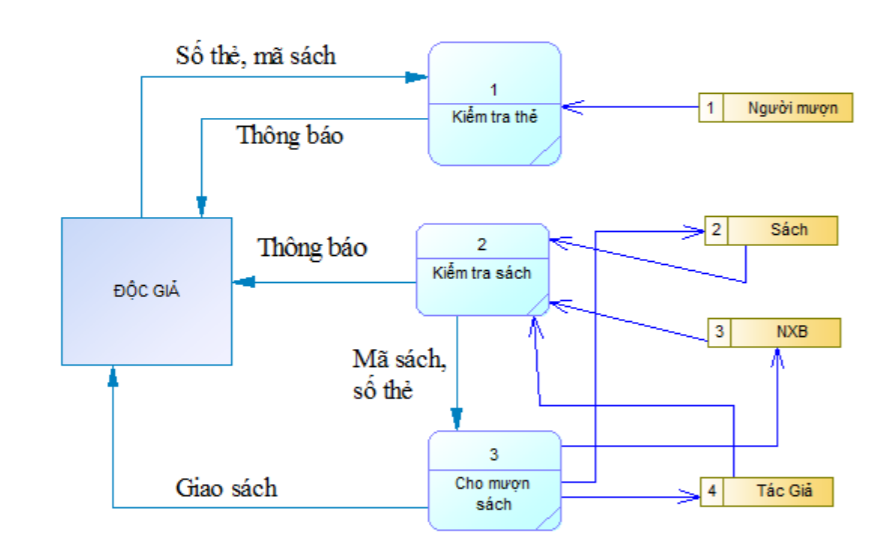 Số thẻ, mã sách
1
Kiểm tra thẻ
1 Người mượn
Thông báo
2 Sách
2
Kiểm tra sách
Thông báo
ĐỘC GIẢ
3 NXB
Mã sách,
số thẻ
3
Cho mượn
sách
4 Tác Giả
Giao sách